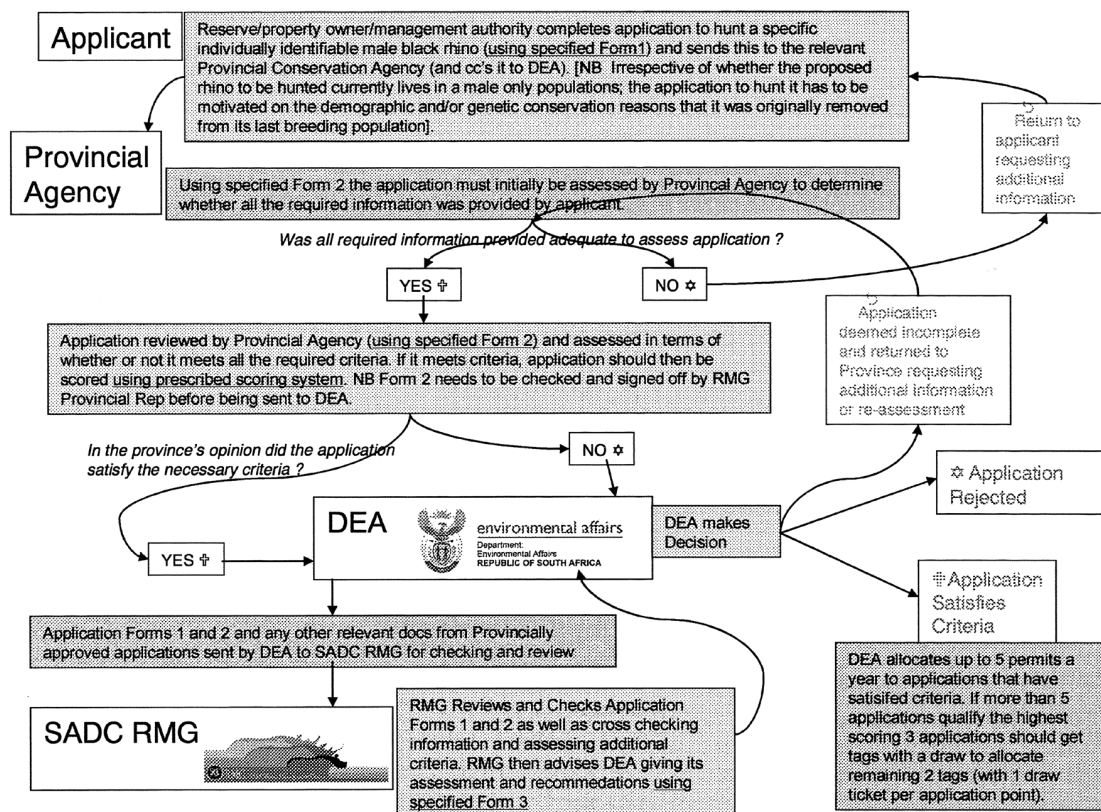 Applicant
Reserve/property owner/management authority completes application to hunt a specific
individually identifiable male black rhino (using specified Form1) and sends this to the relevant
Provincial Conservation Agency (and cc's it to DEA). [NB Irrespective of whether the proposed
rhino to be hunted currently lives in a male only populations; the application to hunt it has to be
motivated on the demographic and/or genetic conservation reasons that it was originally removed
from its last breeding population].
Return to
applicant
requesting
additional
information
Provincial
Agency
Using specified Form 2 the application must initially be assessed by Provincal Agency to determine
whether all the required information was provided by applicant.
Was all required information provided adequate to assess application ?
YES ✞
NO ✡
Application
deemed incomplete
and returned to
Province requesting
additional information
or re-assessment
Application reviewed by Provincial Agency (using specified Form 2) and assessed in terms of
whether or not it meets all the required criteria. If it meets criteria, application should then be
scored using prescribed scoring system. NB Form 2 needs to be checked and signed off by RMG
Provincial Rep before being sent to DEA.
In the province's opinion did the application
satisfy the necessary criteria ?
NO ✡
YES ✞
DEA
environmental affairs
Department:
Environmental Affairs
REPUBLIC OF SOUTH AFRICA
DEA makes
Decision
✡ Application
Rejected
✞ Application
Satisfies
Criteria
Application Forms 1 and 2 and any other relevant docs from Provincially
approved applications sent by DEA to SADC RMG for checking and review
SADC RMG
RMG Reviews and Checks Application
Forms 1 and 2 as well as cross checking
information and assessing additional
criteria. RMG then advises DEA giving its
assessment and recommedations using
specified Form 3
DEA allocates up to 5 permits a
year to applications that have
satisifed criteria. If more than 5
applications qualify the highest
scoring 3 applications should get
tags with a draw to allocate
remaining 2 tags (with 1 draw
ticket per application point).